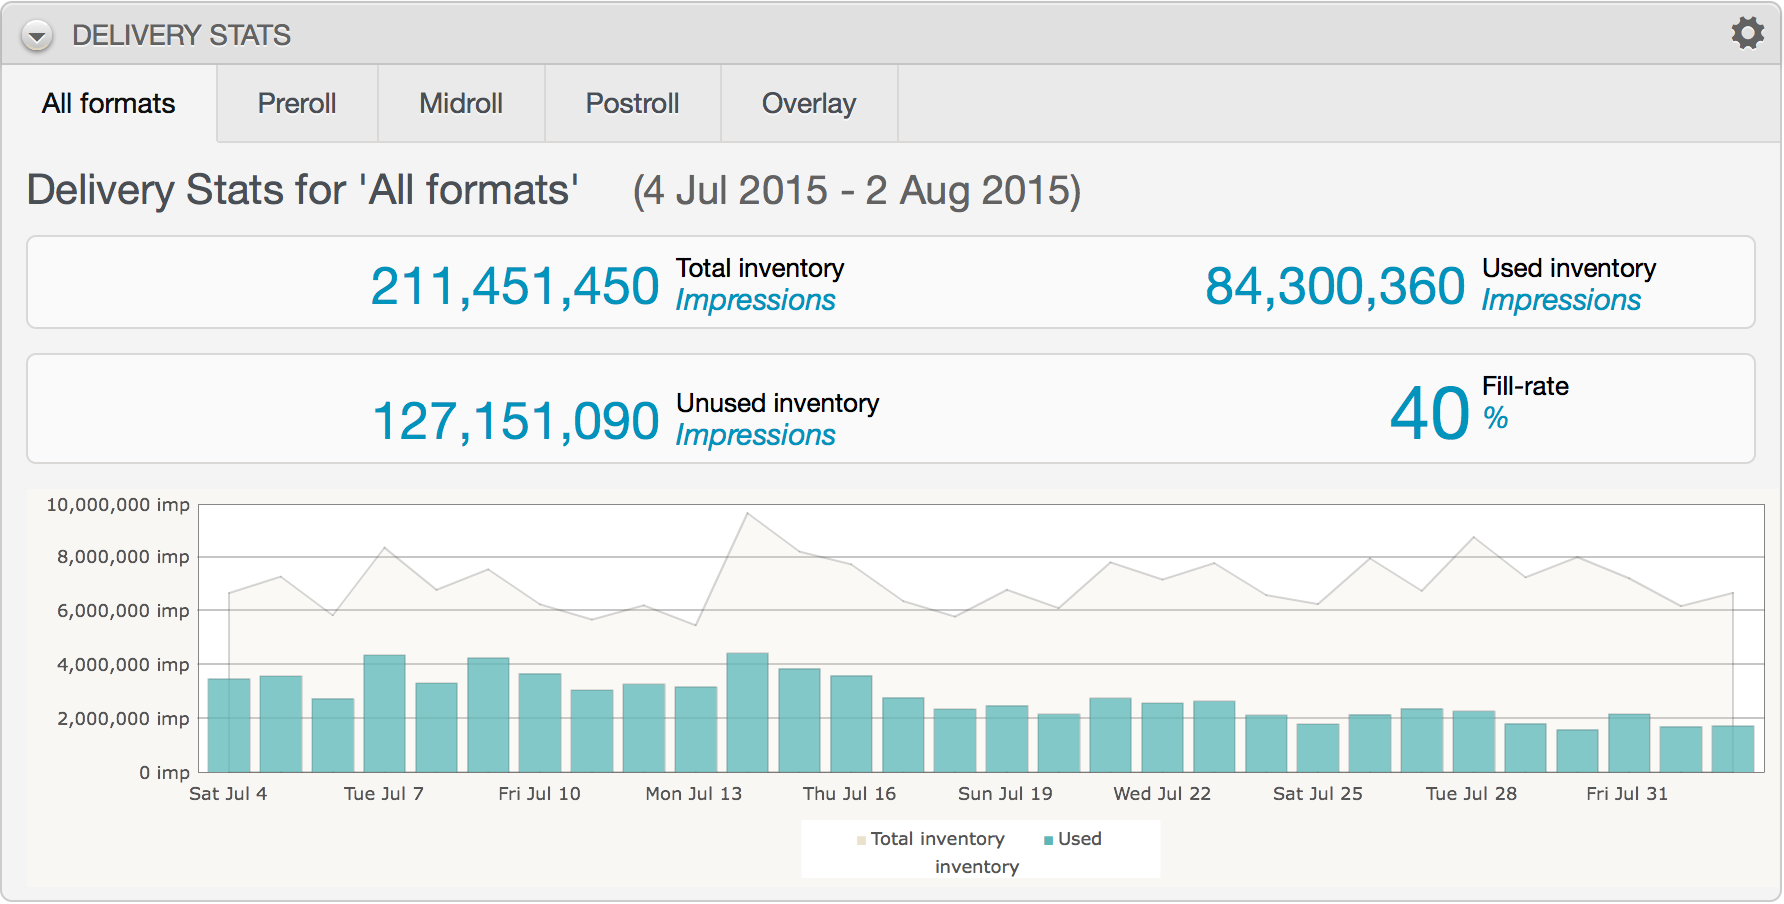 DELIVERY STATS
All formats Preroll Midroll Postroll Overlay
Delivery Stats for 'All formats' (4 Jul 2015 - 2 Aug 2015)
211,451,450 Total inventory Impressions
84,300,360 Used inventory Impressions
127,151,090 Unused inventory Impressions
40 Fill-rate %
10,000,000 imp
8,000,000 imp
6,000,000 imp
4,000,000 imp
2,000,000 imp
0 imp
Sat Jul 4 Tue Jul 7 Fri Jul 10 Mon Jul 13 Thu Jul 16 Sun Jul 19 Wed Jul 22 Sat Jul 25 Tue Jul 28 Fri Jul 31
Total inventory Used
inventory